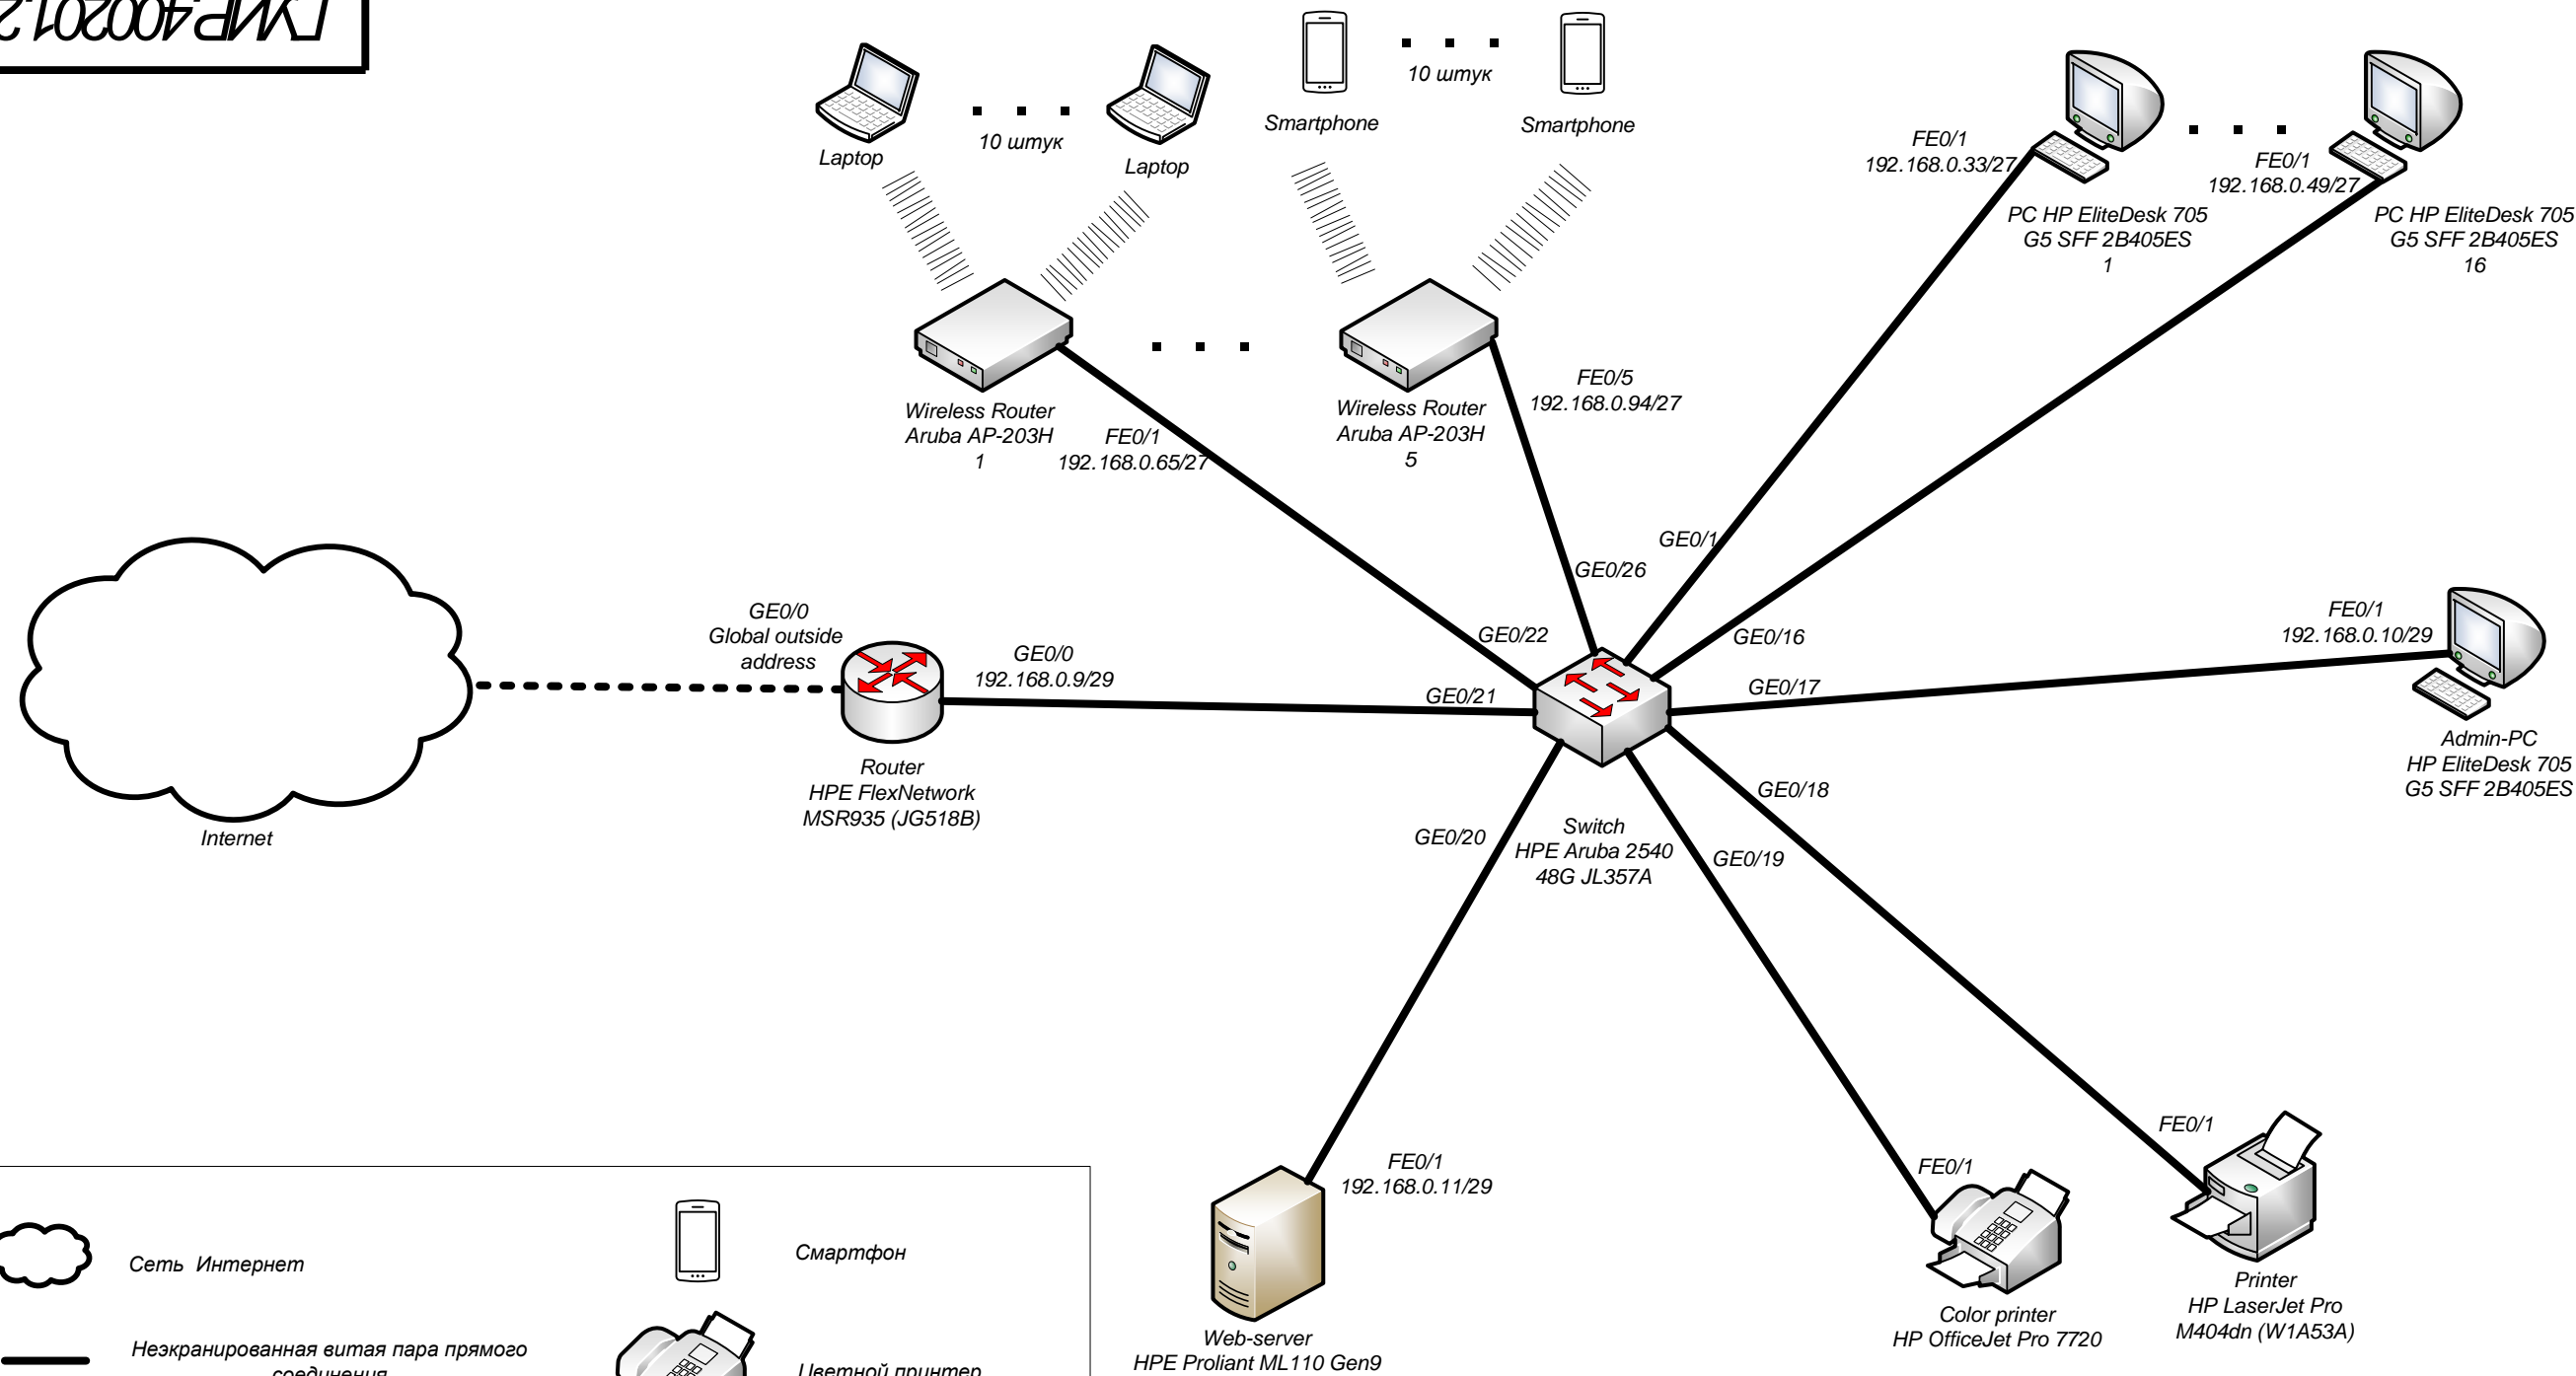 ГУИР.400201.2
10 штук
10 штук
Laptop
Laptop
Smartphone
Smartphone
FE0/1
192.168.0.33/27
FE0/1
192.168.0.49/27
PC HP EliteDesk 705
G5 SFF 2B405ES
1
PC HP EliteDesk 705
G5 SFF 2B405ES
16
Wireless Router
Aruba AP-203H
1
FE0/1
192.168.0.65/27
Wireless Router
Aruba AP-203H
5
FE0/5
192.168.0.94/27
GE0/1
GE0/26
GE0/22
GE0/16
GE0/21
GE0/17
GE0/0
Global outside
address
GE0/0
192.168.0.9/29
FE0/1
192.168.0.10/29
Internet
Router
HPE FlexNetwork
MSR935 (JG518B)
Admin-PC
HP EliteDesk 705
G5 SFF 2B405ES
GE0/18
GE0/20
GE0/19
Switch
HPE Aruba 2540
48G JL357A
FE0/1
192.168.0.11/29
FE0/1
FE0/1
Web-server
HPE Proliant ML110 Gen9
Color printer
HP OfficeJet Pro 7720
Printer
HP LaserJet Pro
M404dn (W1A53A)
Сеть Интернет
Смартфон
Неэкранированная витая пара прямого
соединения
Цветной принтер